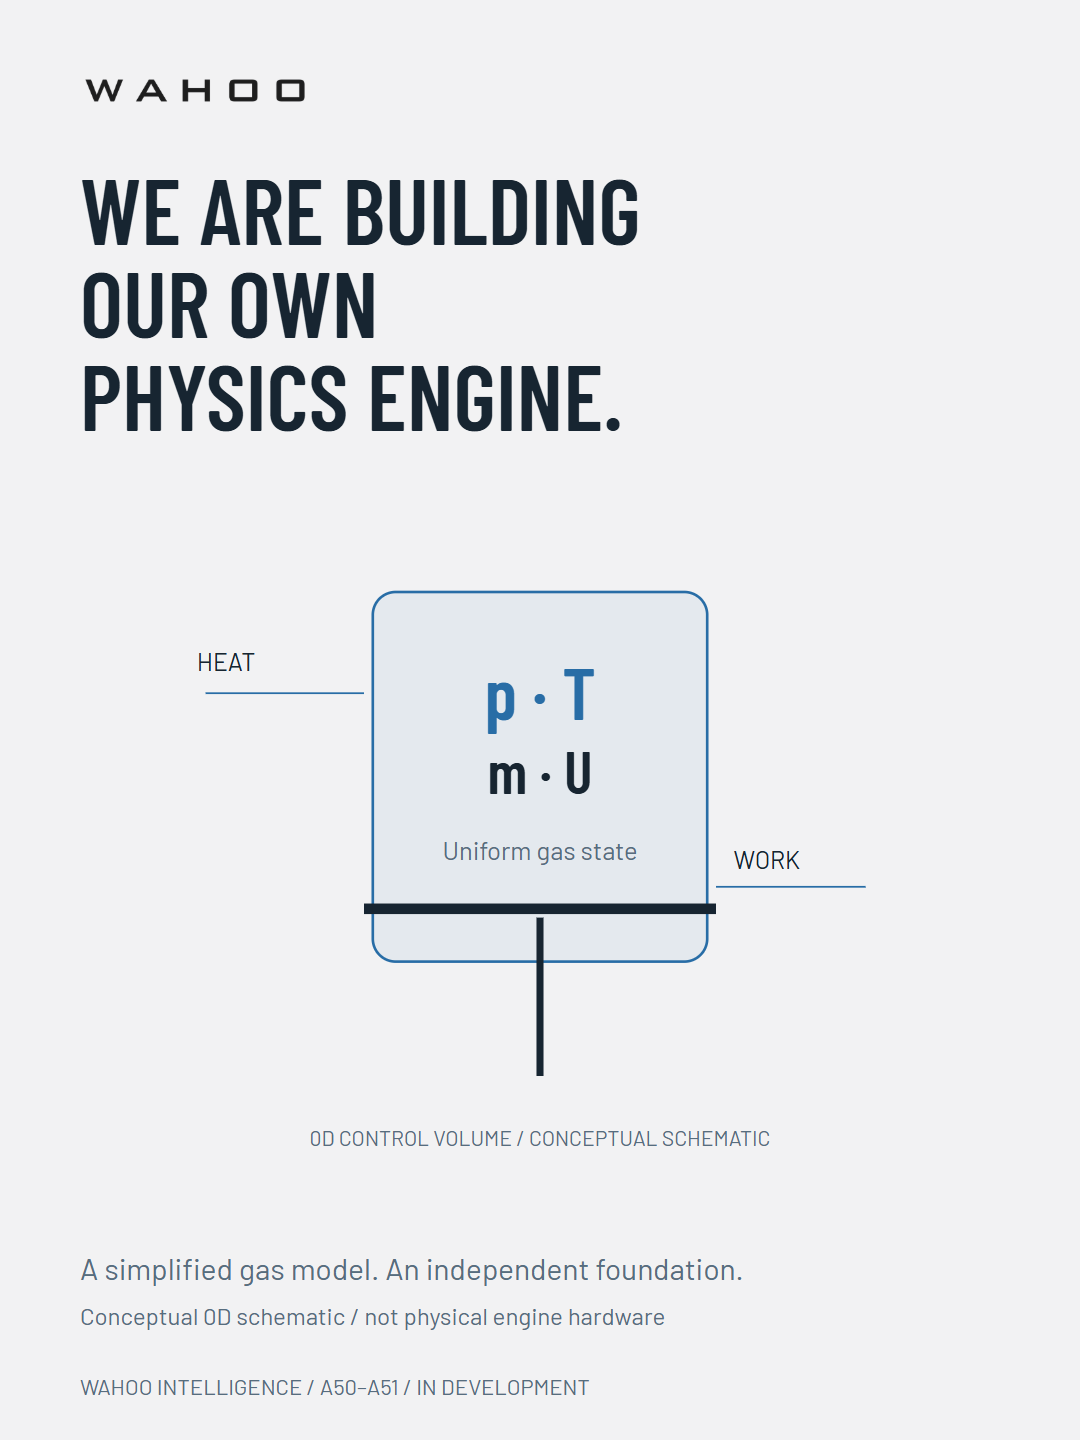 WAHOO
WE ARE BUILDING
OUR OWN
PHYSICS ENGINE.
HEAT
p · T
m · U
Uniform gas state
WORK
0D CONTROL VOLUME / CONCEPTUAL SCHEMATIC
A simplified gas model. An independent foundation.
Conceptual 0D schematic / not physical engine hardware
WAHOO INTELLIGENCE / A50–A51 / IN DEVELOPMENT